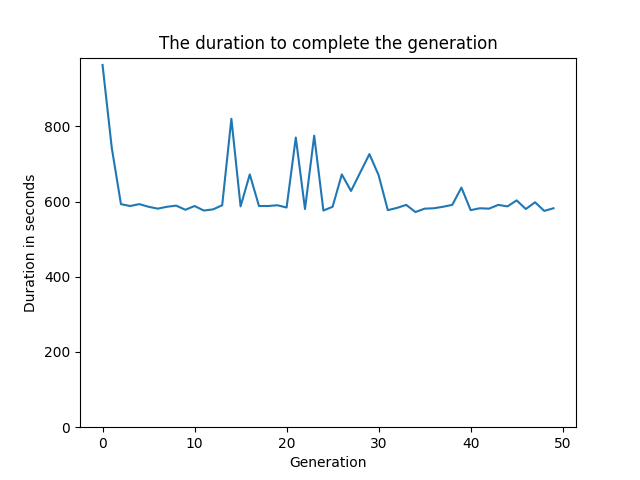 The duration to complete the generation
800
600
400
200
0
Duration in seconds
0 10 20 30 40 50
Generation